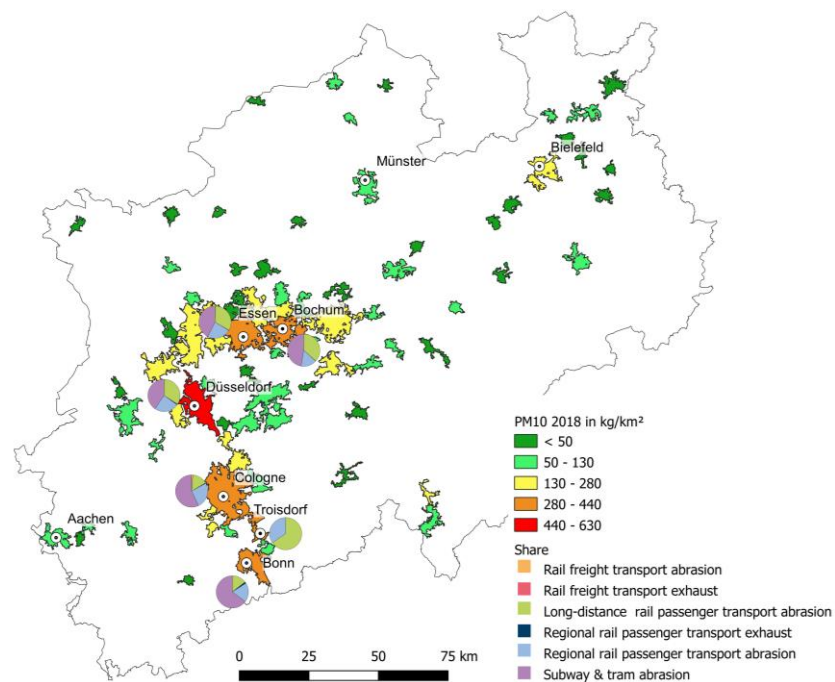 Münster
Bielefeld
Essen
Bochum
Düsseldorf
Cologne
Troisdorf
Aachen
Bonn
PM10 2018 in kg/km²
< 50
50 - 130
130 - 280
280 - 440
440 - 630
Share
Rail freight transport abrasion
Rail freight transport exhaust
Long-distance rail passenger transport abrasion
Regional rail passenger transport exhaust
Regional rail passenger transport abrasion
Subway & tram abrasion
0 25 50 75 km